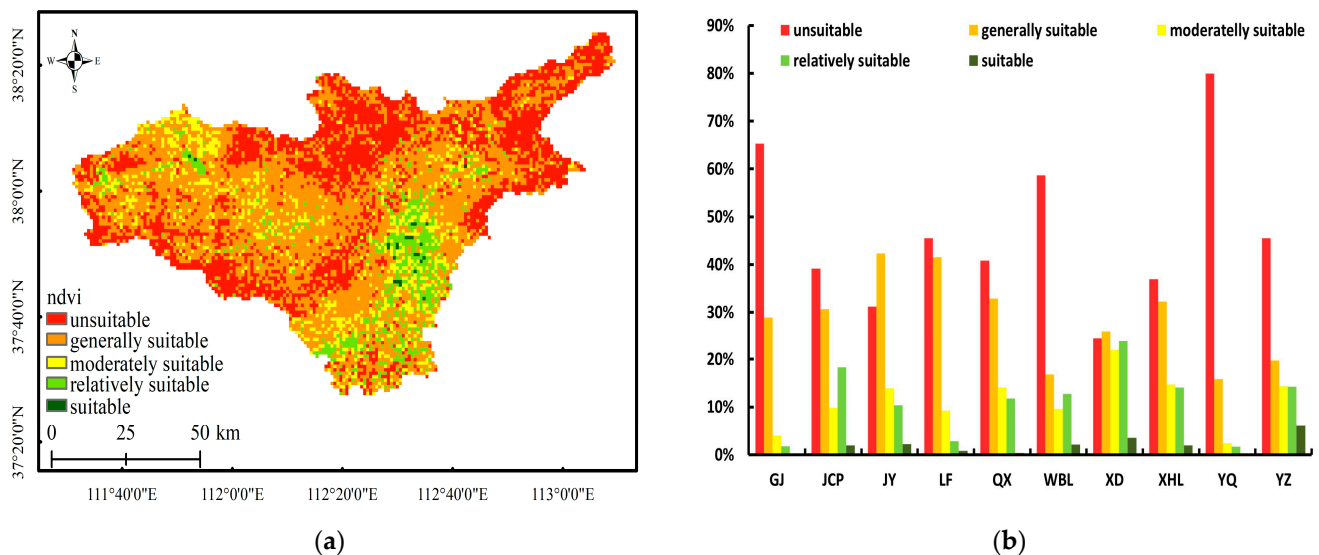 N
W E
S
38°20'0"N
38°0'0"N
37°40'0"N
37°20'0"N
ndvi
unsuitable
generally suitable
moderately suitable
relatively suitable
suitable
0 25 50 km
111°40'0"E 112°0'0"E 112°20'0"E 112°40'0"E 113°0'0"E
(a)
90%
80%
70%
60%
50%
40%
30%
20%
10%
0%
unsuitable generally suitable moderatelly suitable
relatively suitable suitable
GJ JCP JY LF QX WBL XD XHL YQ YZ
(b)